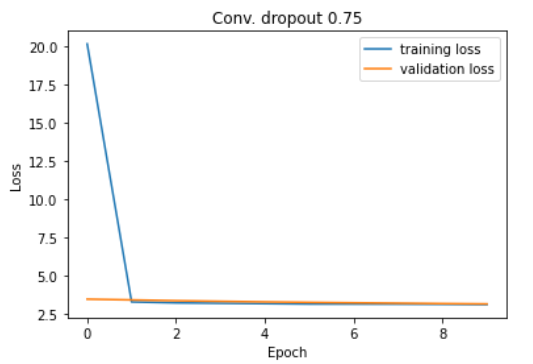 Conv. dropout 0.75
20.0
17.5
15.0
12.5
10.0
7.5
5.0
2.5
Loss
training loss
validation loss
0 2 4 6 8
Epoch